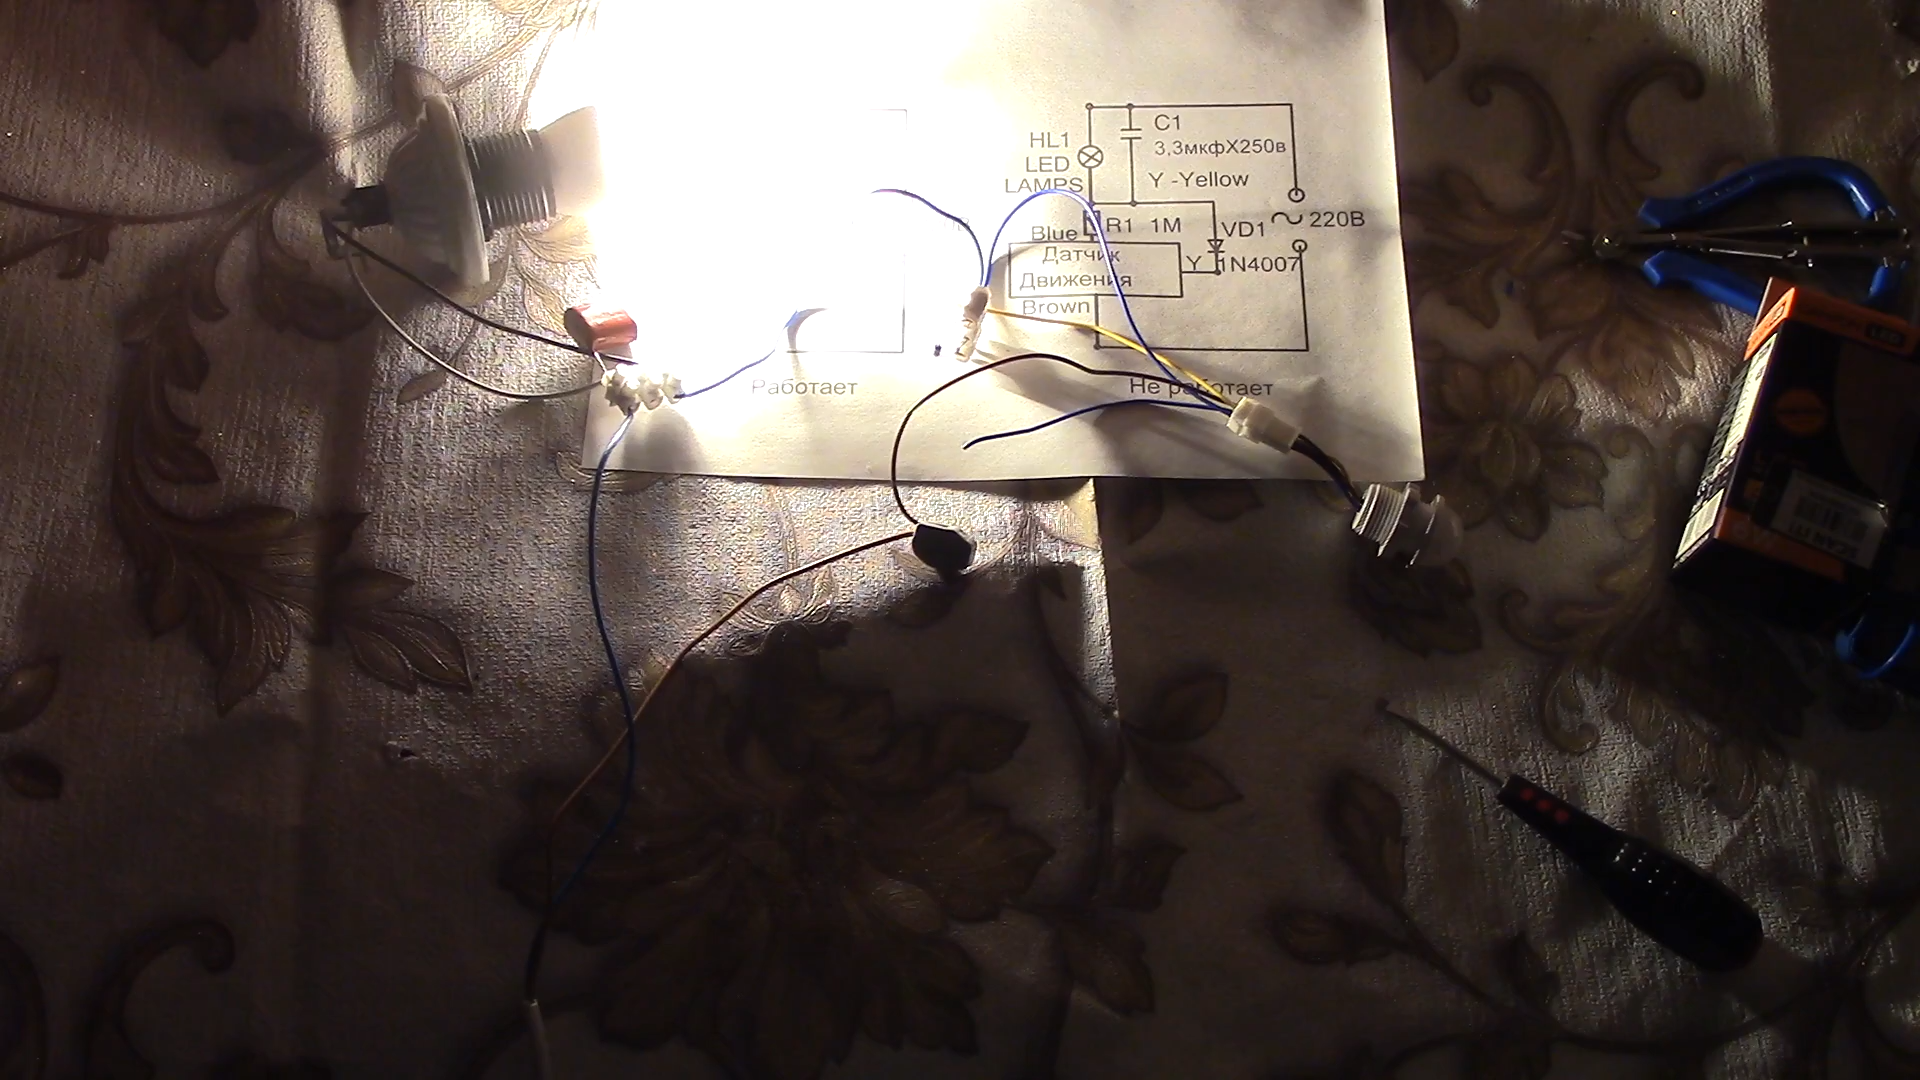 HL1
LED
LAMPS
C1
3,3мкфX250в
Y -Yellow
R1 1M
VD1
220В
Blue
Датчик
Движения
Y
1N4007
Brown
Работает
Не работает